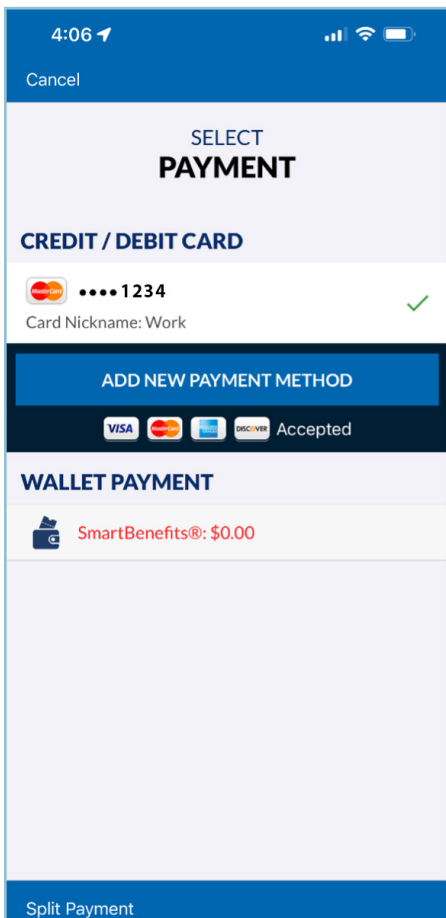 4:06
Cancel
SELECT
PAYMENT
CREDIT / DEBIT CARD
MasterCard ••••1234
Card Nickname: Work
ADD NEW PAYMENT METHOD
VISA MasterCard DISCOVER Accepted
WALLET PAYMENT
SmartBenefits®: $0.00
Split Payment